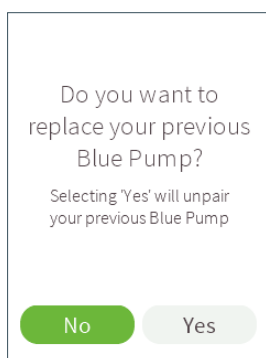 Do you want to
replace your previous
Blue Pump?
Selecting 'Yes' will unpair
your previous Blue Pump
No
Yes